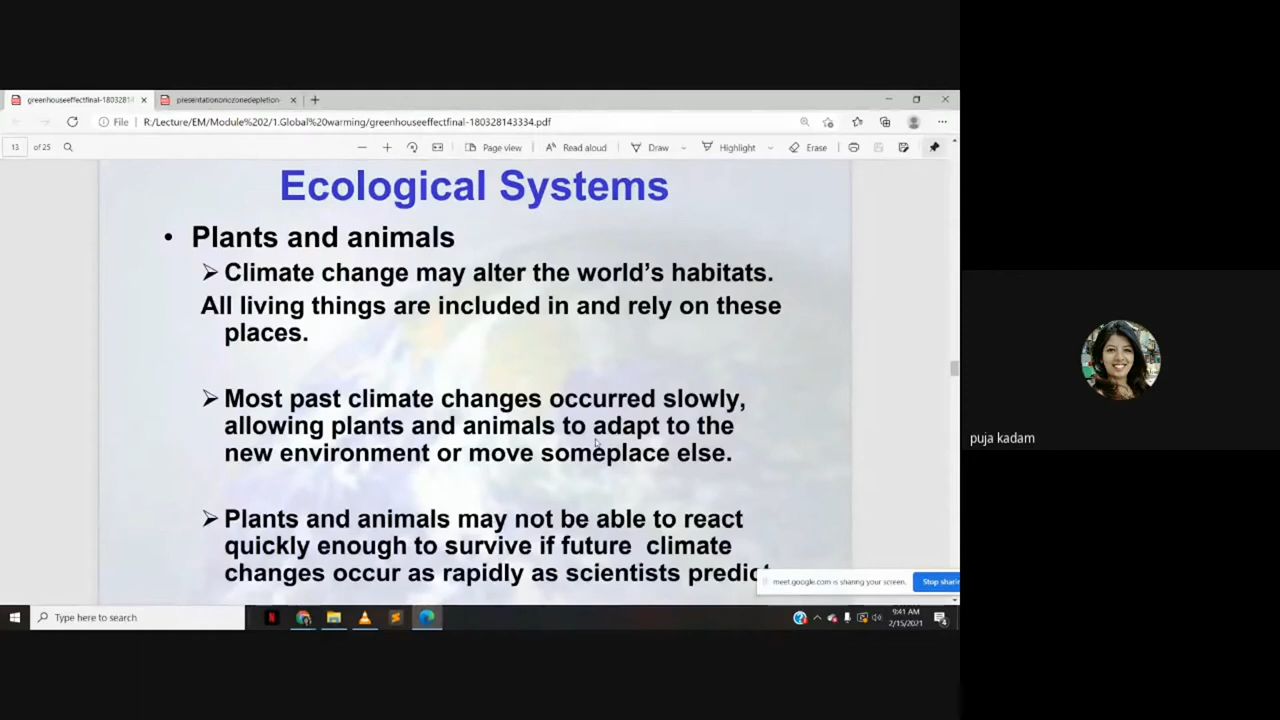 greenhouseeffectfinal-1803281
presentationonozonedepletion-
File
R:/Lecture/EM/Module%202/1.Global%20warming/greenhouseeffectfinal-180328143334.pdf
13 of 25
Page view
Read aloud
Draw
Highlight
Erase
Ecological Systems
• Plants and animals
➢ Climate change may alter the world's habitats.
All living things are included in and rely on these
places.
➢ Most past climate changes occurred slowly,
allowing plants and animals to adapt to the
new environment or move someplace else.
➢ Plants and animals may not be able to react
quickly enough to survive if future climate
changes occur as rapidly as scientists predict.
meet.google.com is sharing your screen.
Stop sharin
Type here to search
9:41 AM
2/15/2021
4
puja kadam